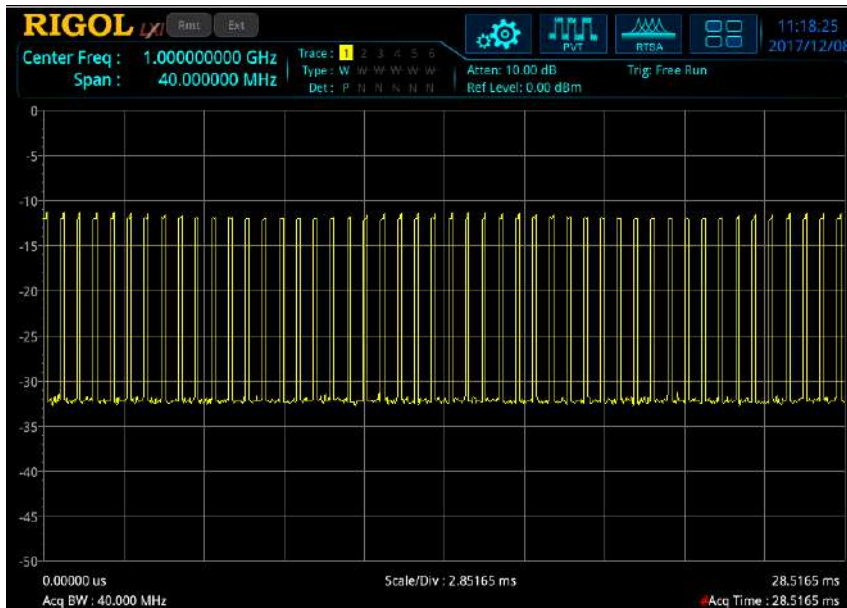 RIGOL LXI Rmt Ext
11:18:25
PVT RTSA 2017/12/08
Center Freq : 1.000000000 GHz Trace : 1 2 3 4 5 6
Type : W W W W W W Atten: 10.00 dB Trig: Free Run
Span : 40.000000 MHz
Det : P N N N N N Ref Level: 0.00 dBm
0
-5
-10
-15
-20
-25
-30
-35
-40
-45
-50
0.00000 us Scale/Div : 2.85165 ms 28.5165 ms
Acq BW : 40.000 MHz Acq Time : 28.5165 ms